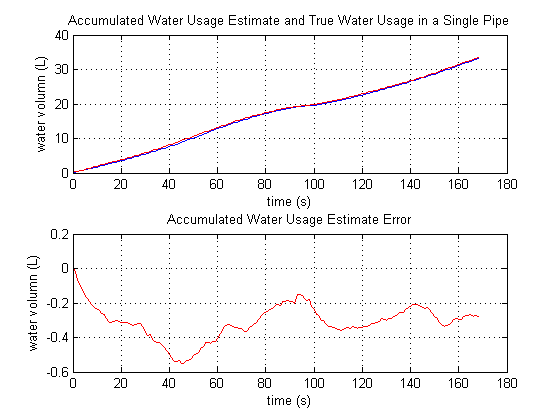 Accumulated Water Usage Estimate and True Water Usage in a Single Pipe
40
30
20
10
0
water volumn (L)
0 20 40 60 80 100 120 140 160 180
time (s)
Accumulated Water Usage Estimate Error
0.2
0
-0.2
-0.4
-0.6
water volumn (L)
0 20 40 60 80 100 120 140 160 180
time (s)